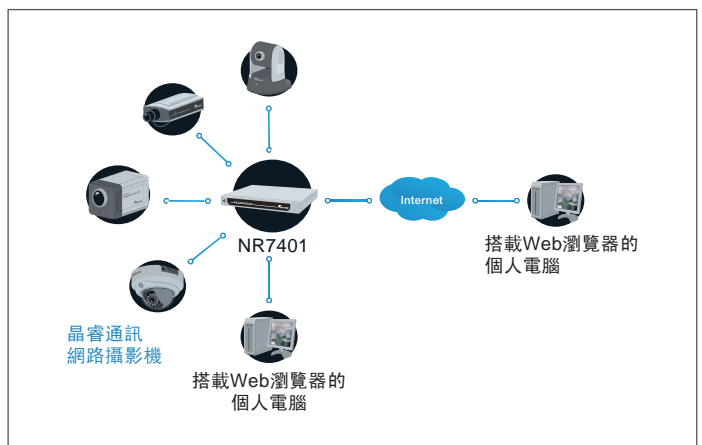 NR7401
Internet
搭載Web瀏覽器的
個人電腦
晶睿通訊
網路攝影機
搭載Web瀏覽器的
個人電腦